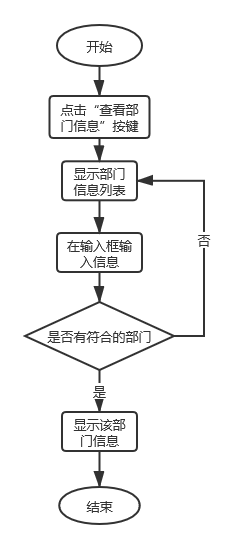 开始
点击“查看部
门信息”按键
显示部门
信息列表
在输入框输
入信息
是否有符合的部门
否
是
显示该部
门信息
结束